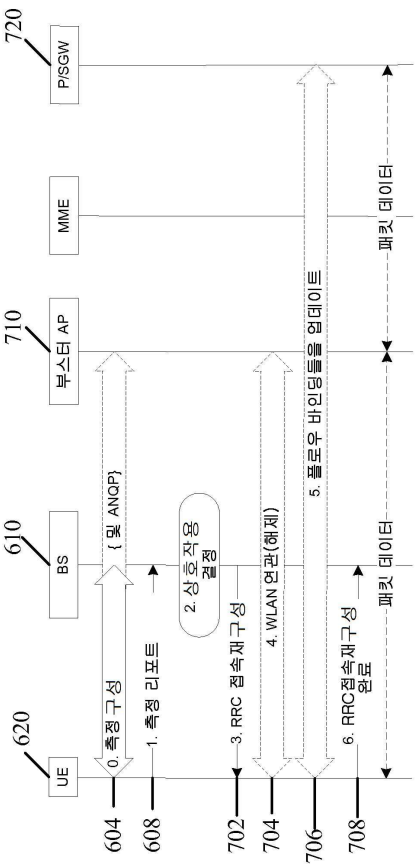 620
610
710
720
UE
BS
부스터 AP
MME
P/SGW
604
0. 측정 구성
{ 및 ANQP}
608
1. 측정 리포트
2. 상호작용
결정
702
3. RRC 접속재구성
704
4. WLAN 연관(해제)
706
5. 플로우 바인딩들을 업데이트
708
6. RRC접속재구성
완료
패킷 데이터
패킷 데이터